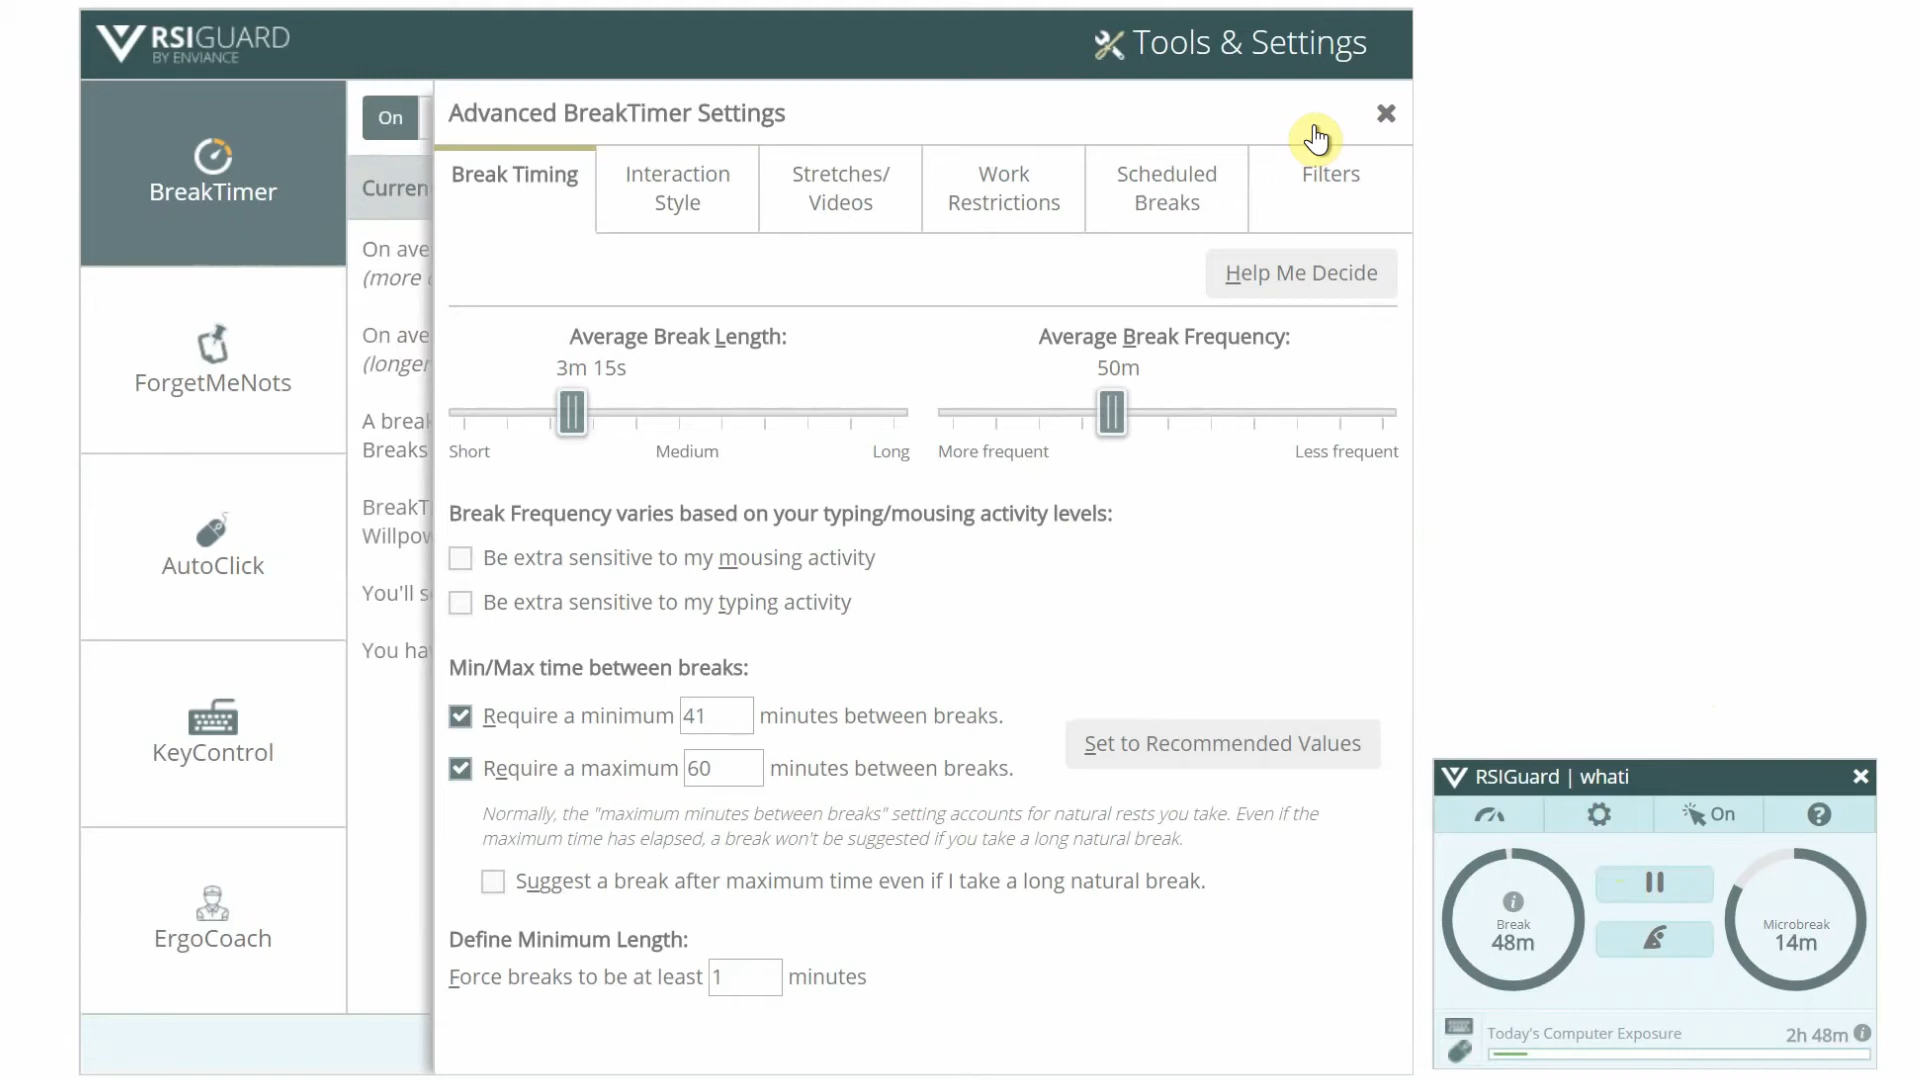 RSIGUARD
BY ENVIANCE
Tools & Settings
BreakTimer
ForgetMeNots
AutoClick
KeyControl
ErgoCoach
On
Curren
On ave
(more
On ave
(longer
A break
Breaks
BreakT
Willpow
You'll s
You ha
Advanced BreakTimer Settings
Break Timing
Interaction
Style
Stretches/
Videos
Work
Restrictions
Scheduled
Breaks
Filters
Help Me Decide
Average Break Length:
3m 15s
Short
Medium
Long
Average Break Frequency:
50m
More frequent
Less frequent
Break Frequency varies based on your typing/mousing activity levels:
Be extra sensitive to my mousing activity
Be extra sensitive to my typing activity
Min/Max time between breaks:
Require a minimum 41 minutes between breaks.
Require a maximum 60 minutes between breaks.
Set to Recommended Values
Normally, the "maximum minutes between breaks" setting accounts for natural rests you take. Even if the
maximum time has elapsed, a break won't be suggested if you take a long natural break.
Suggest a break after maximum time even if I take a long natural break.
Define Minimum Length:
Force breaks to be at least 1 minutes
RSIGuard | whati
On
Break
48m
Microbreak
14m
Today's Computer Exposure
2h 48m